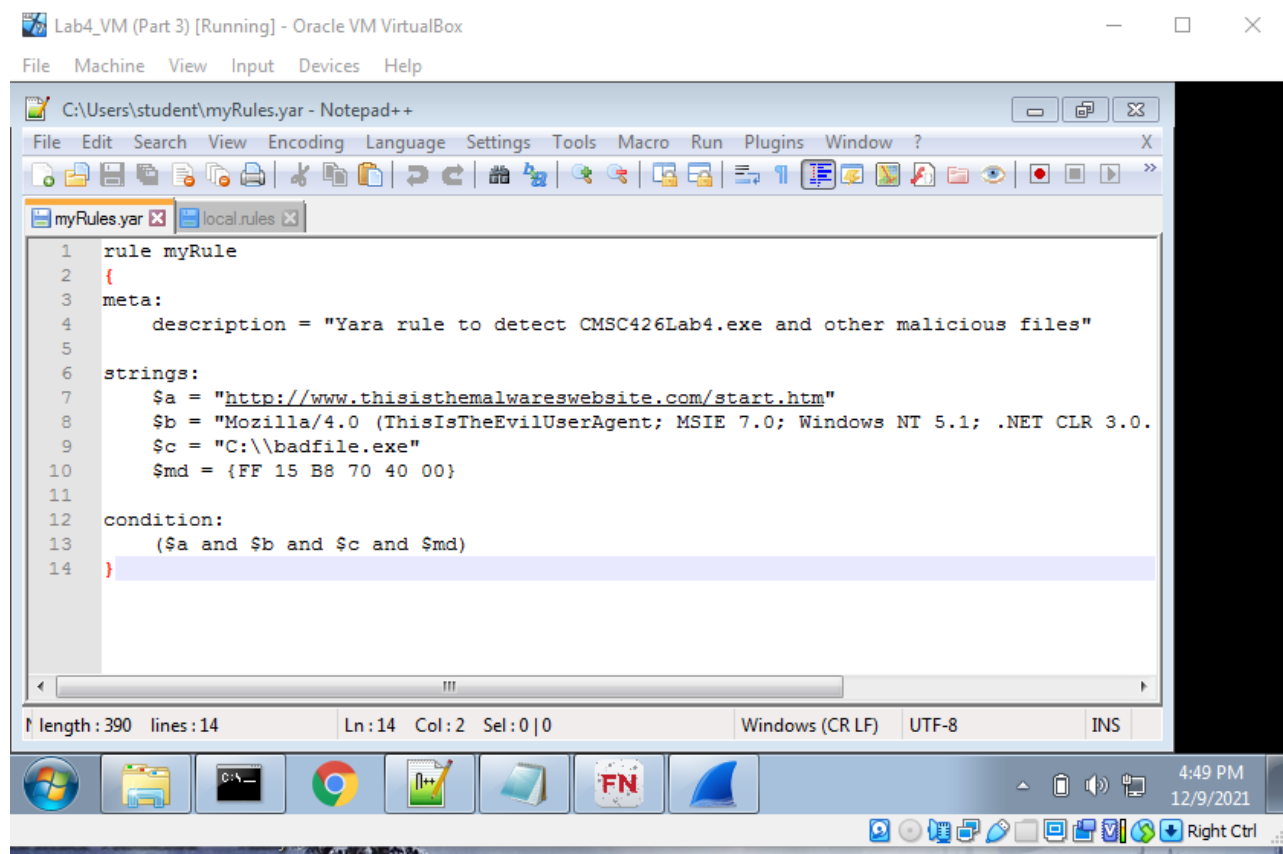 Lab4_VM (Part 3) [Running] - Oracle VM VirtualBox
File Machine View Input Devices Help
C:\Users\student\myRules.yar - Notepad++
File Edit Search View Encoding Language Settings Tools Macro Run Plugins Window ? X
myRules.yar local.rules
1 rule myRule
2 {
3 meta:
4 description = "Yara rule to detect CMSC426Lab4.exe and other malicious files"
5
6 strings:
7 $a = "http://www.thisisthemalwareswebsite.com/start.htm"
8 $b = "Mozilla/4.0 (ThisIsTheEvilUserAgent; MSIE 7.0; Windows NT 5.1; .NET CLR 3.0.
9 $c = "C:\\badfile.exe"
10 $md = {FF 15 B8 70 40 00}
11
12 condition:
13 ($a and $b and $c and $md)
14 }
length : 390 lines : 14 Ln : 14 Col : 2 Sel : 0 | 0 Windows (CR LF) UTF-8 INS
C:\_ n++ FN 4:49 PM
12/9/2021
Right Ctrl